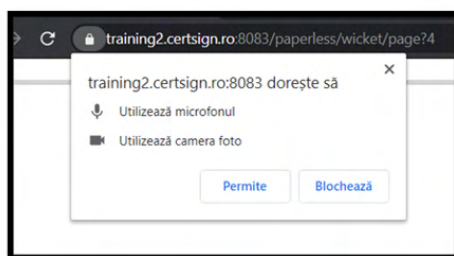 training2.certsign.ro:8083/paperless/wicket/page?4
training2.certsign.ro:8083 dorește să
Utilizează microfonul
Utilizează camera foto
Permite
Blochează